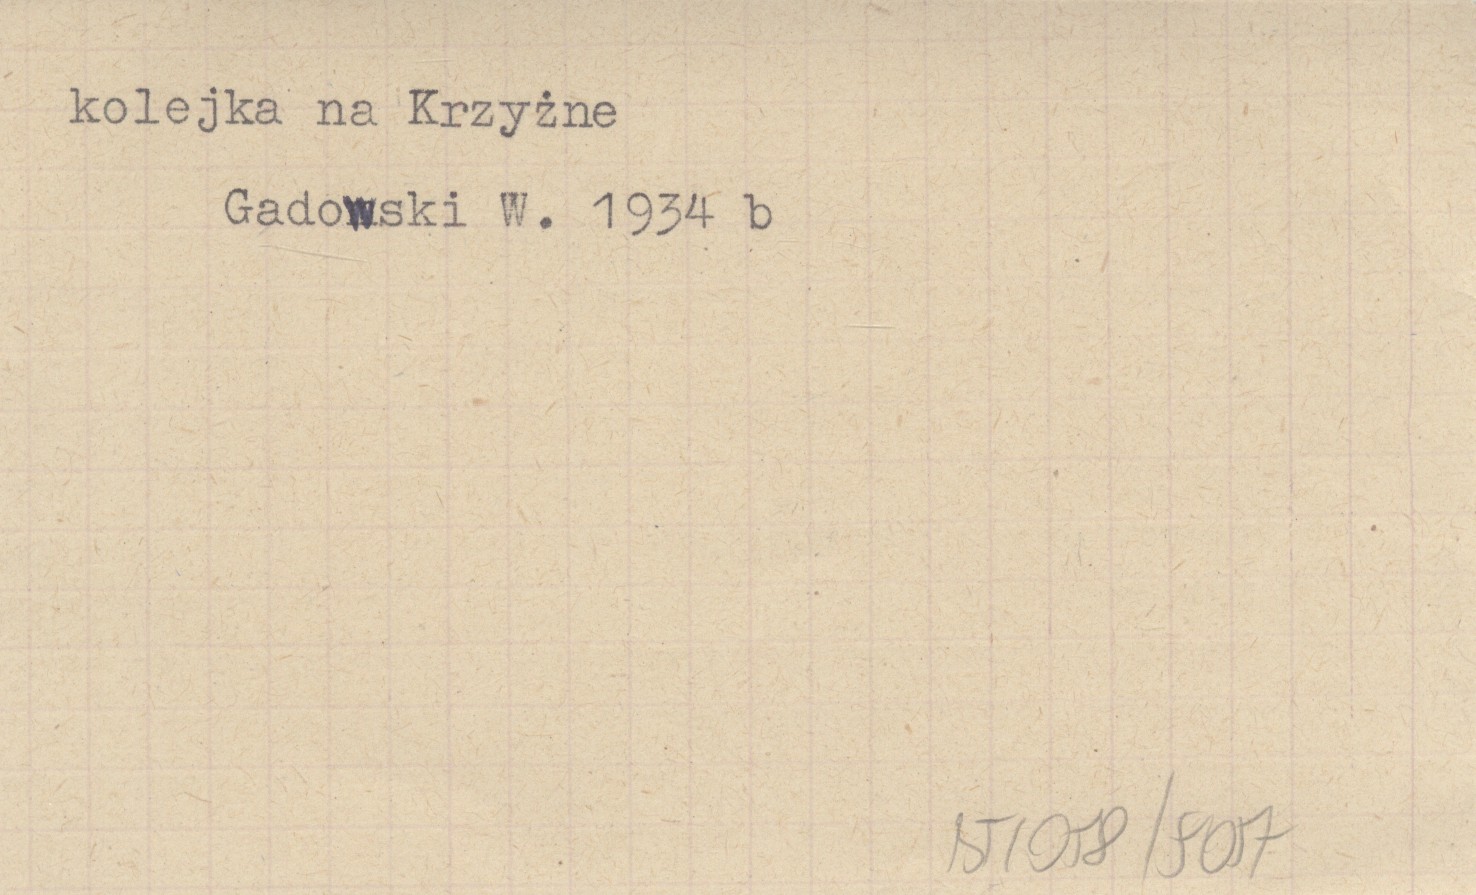 kolejka na Krzyżne
Gadowski W. 1934 b